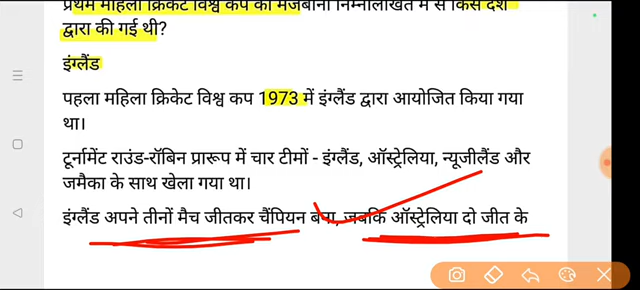 प्रथम महिला क्रिकेट विश्व कप की मेजबानी निम्नलिखित में से किस देश
द्वारा की गई थी?
इंग्लैंड
पहला महिला क्रिकेट विश्व कप 1973 में इंग्लैंड द्वारा आयोजित किया गया
था।
टूर्नामेंट राउंड-रॉबिन प्रारूप में चार टीमों - इंग्लैंड, ऑस्ट्रेलिया, न्यूजीलैंड और
जमैका के साथ खेला गया था।
इंग्लैंड अपने तीनों मैच जीतकर चैंपियन बना, जबकि ऑस्ट्रेलिया दो जीत के